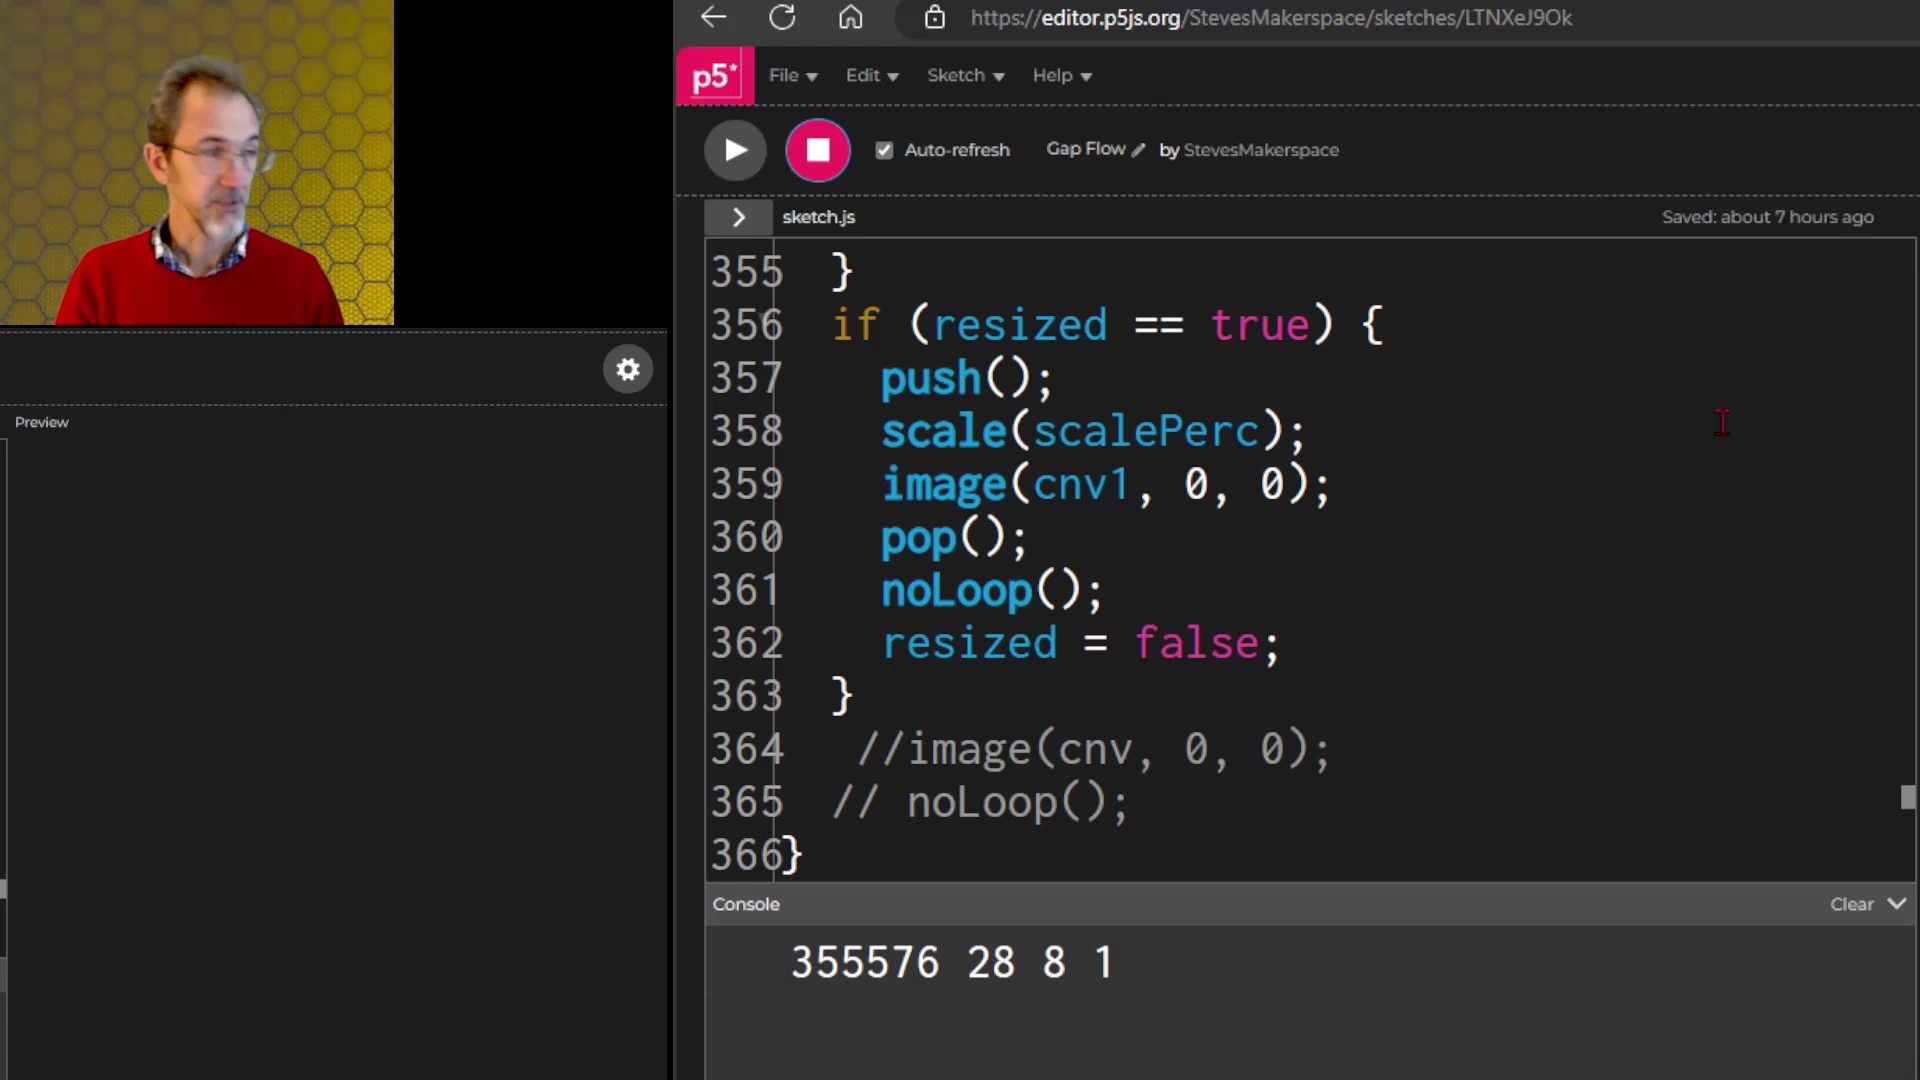 https://editor.p5js.org/StevesMakerspace/sketches/LTNXeJ9Ok
p5* File Edit Sketch Help
Auto-refresh Gap Flow by StevesMakerspace
sketch.js Saved: about 7 hours ago
Preview
355 }
356 if (resized == true) {
357 push();
358 scale(scalePerc);
359 image(cnv1, 0, 0);
360 pop();
361 noLoop();
362 resized = false;
363 }
364 //image(cnv, 0, 0);
365 // noLoop();
366 }
Console Clear
355576 28 8 1